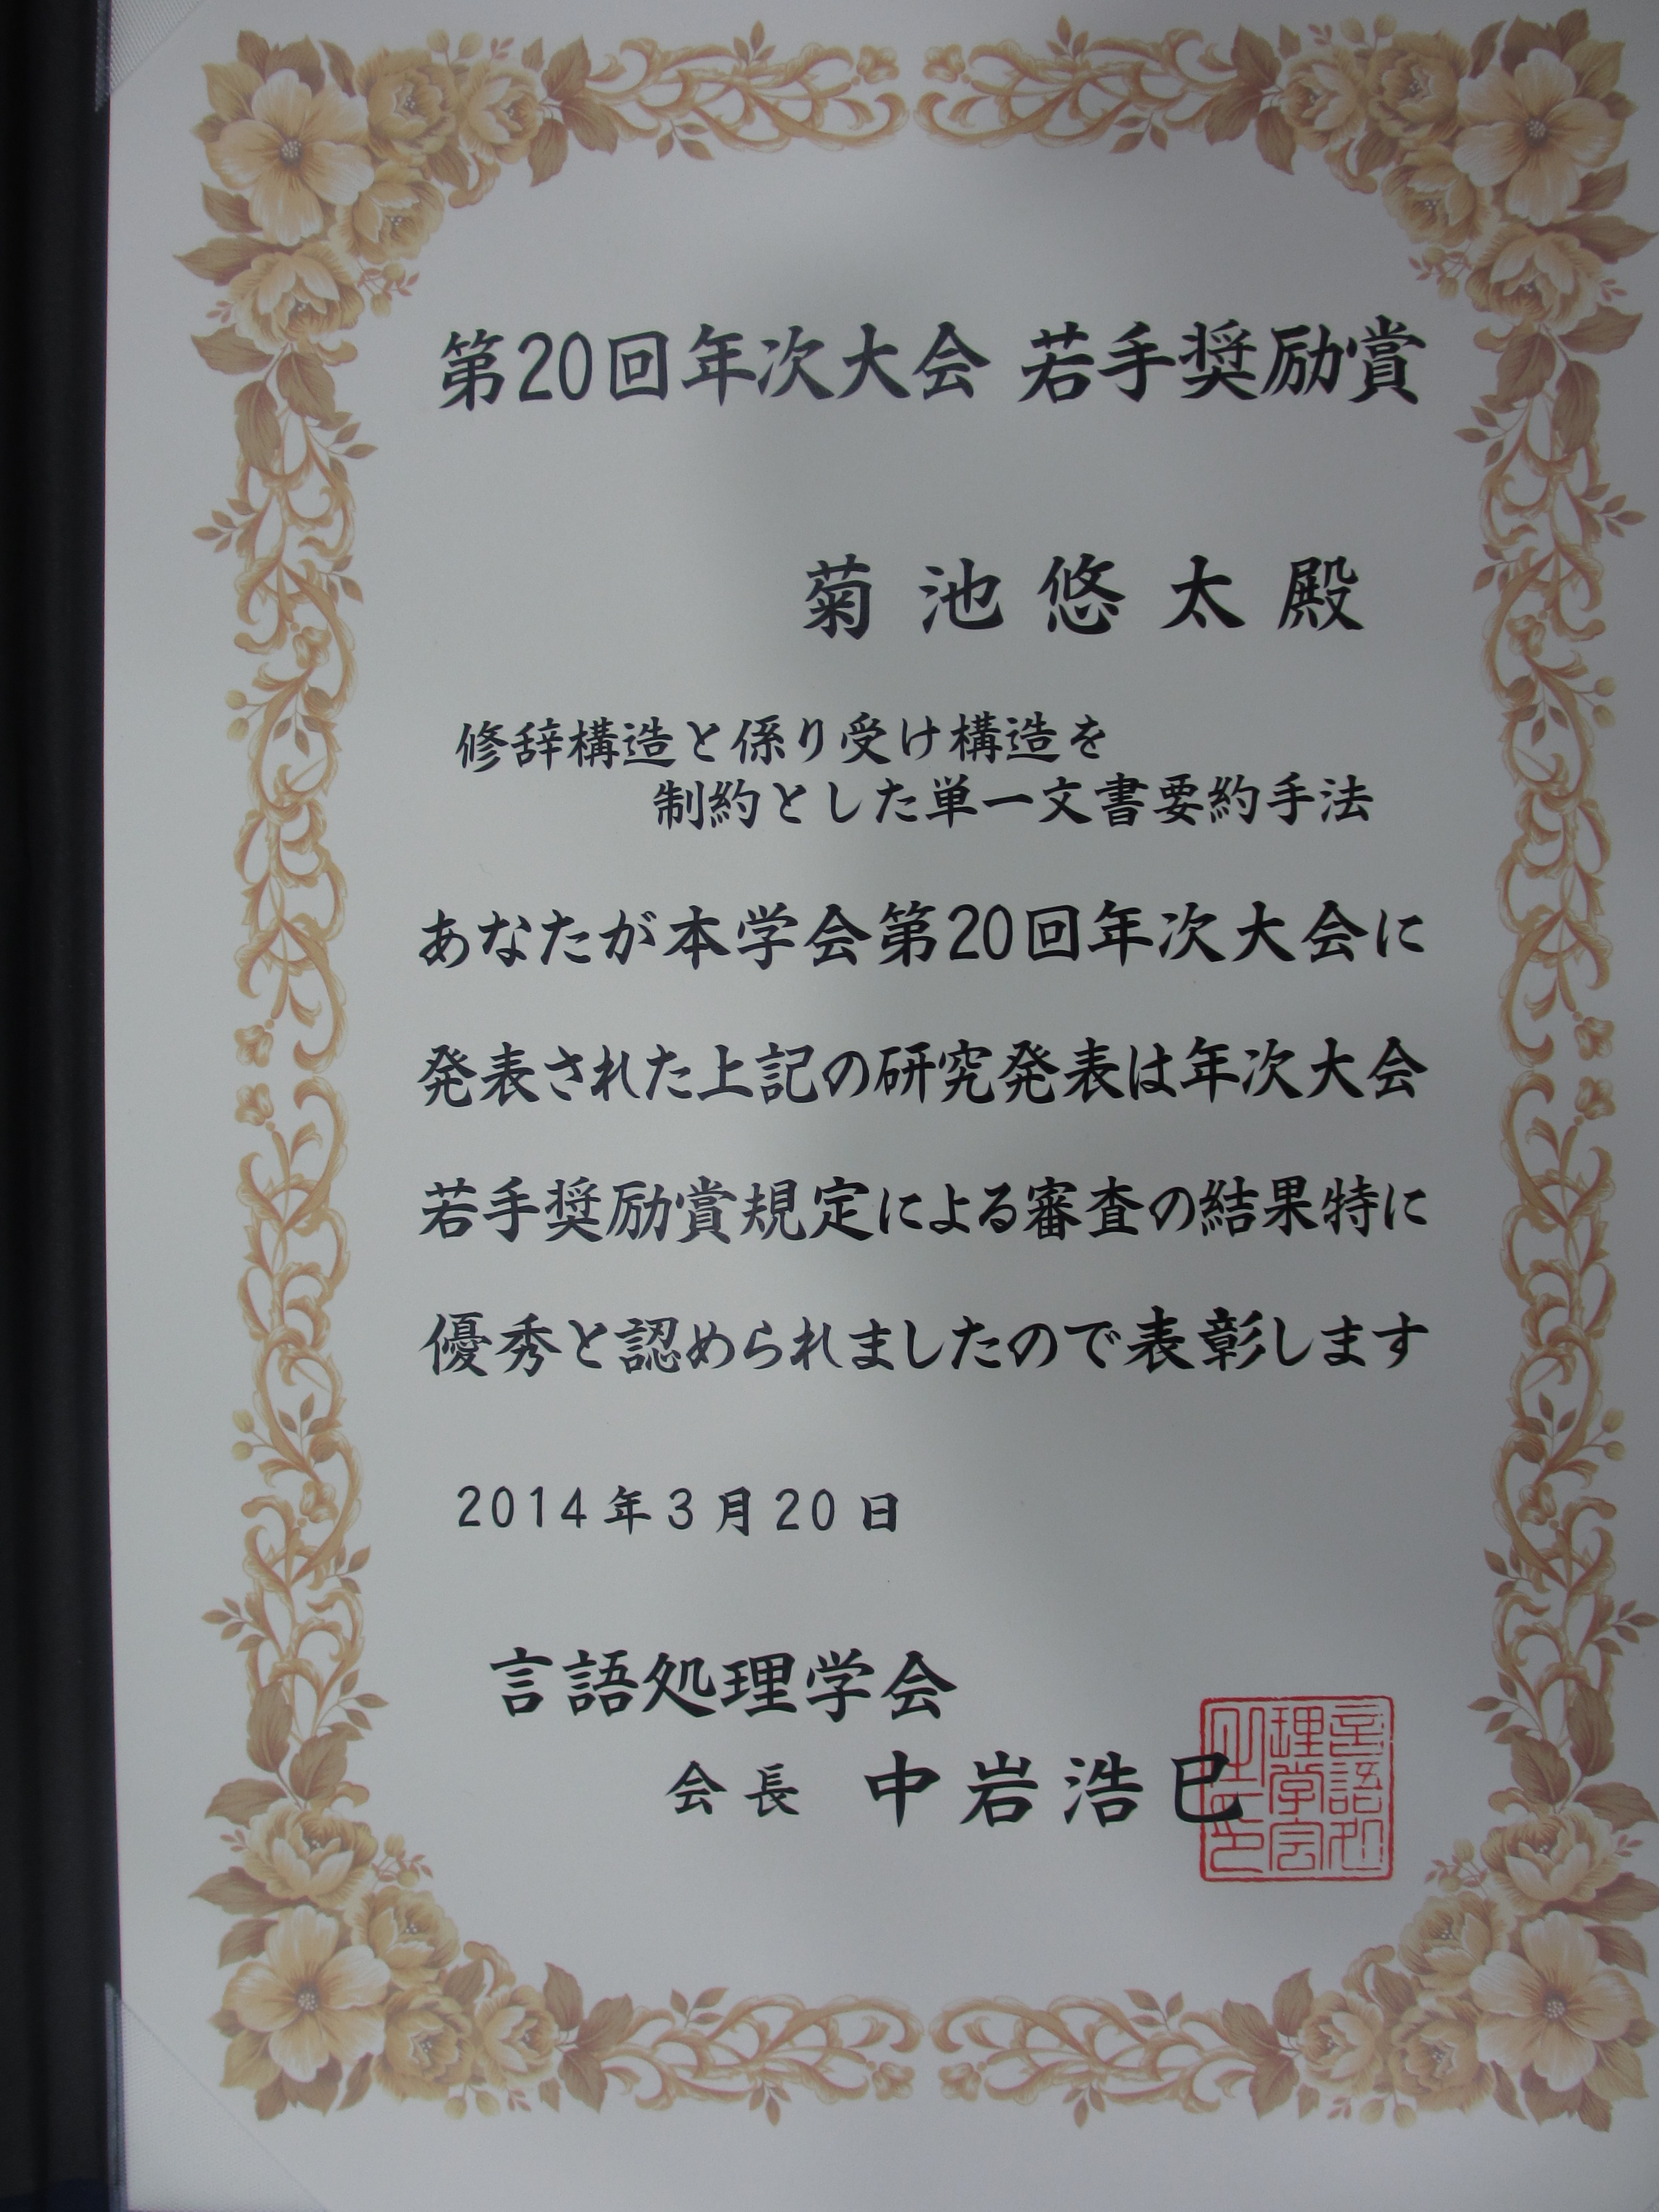 第20回年次大会 若手奨励賞
菊池悠太殿
修辞構造と係り受け構造を
制約とした単一文書要約手法
あなたが本学会第20回年次大会に
発表された上記の研究発表は年次大会
若手奨励賞規定による審査の結果特に
優秀と認められましたので表彰します
2014年3月20日
言語処理学会
会長 中岩浩巳
言語処
理学会